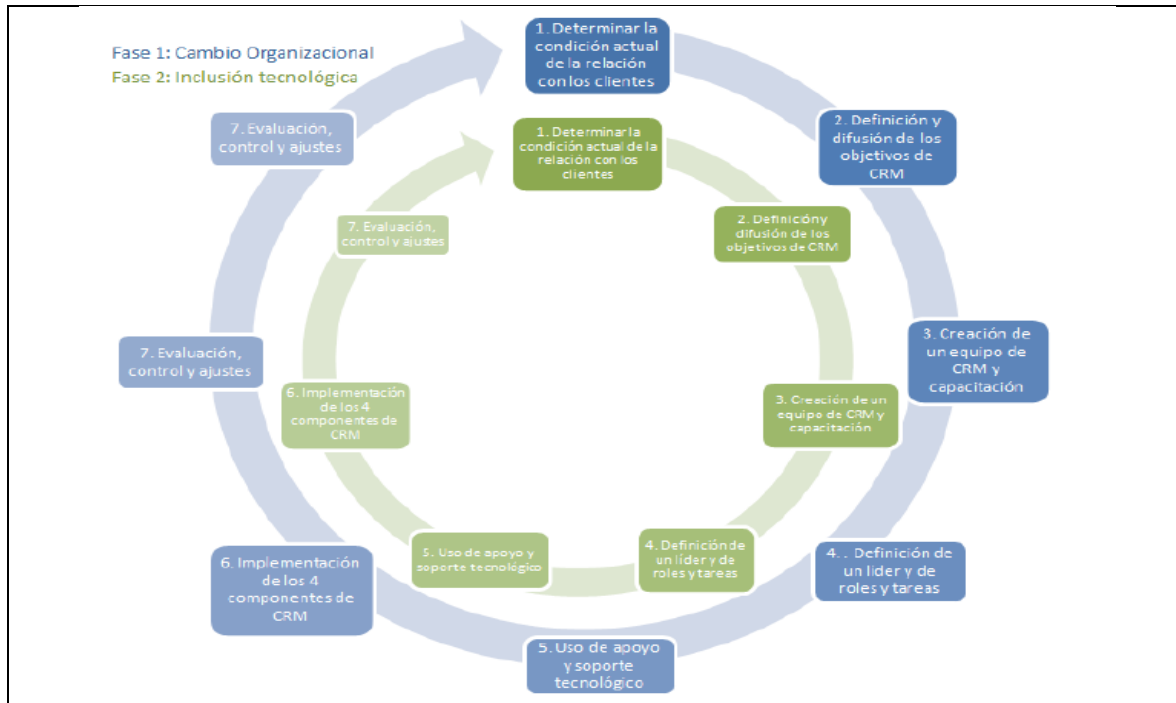 Fase 1: Cambio Organizacional
Fase 2: Inclusión tecnológica
1. Determinar la
condición actual
de la relación
con los clientes
2. Definición y
difusión de los
objetivos de
CRM
3. Creación de
un equipo de
CRM y
capacitación
4. . Definición de
un líder y de
roles y tareas
5. Uso de apoyo
y soporte
tecnológico
6. Implementación
de los 4
componentes de
CRM
7. Evaluación,
control y ajustes
7. Evaluación,
control y ajustes
1. Determinar la
condición actual de la
relación con los
clientes
2. Definición y
difusión de los
objetivos de CRM
3. Creación de un
equipo de CRM y
capacitación
4. Definición de
un líder y de
roles y tareas
5. Uso de apoyo y
soporte tecnológico
6. Implementación
de los 4
componentes de
CRM
7. Evaluación,
control y ajustes